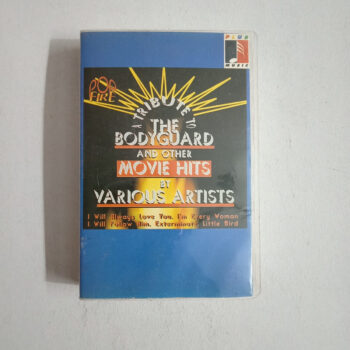 PLUS
MUSIC
POP
FIRE
A TRIBUTE TO
THE
BODYGUARD
AND OTHER
MOVIE HITS
BY
VARIOUS ARTISTS
I Will Always Love You, I'm Every Woman
I Will Follow Him, Exterminate, Little Bird